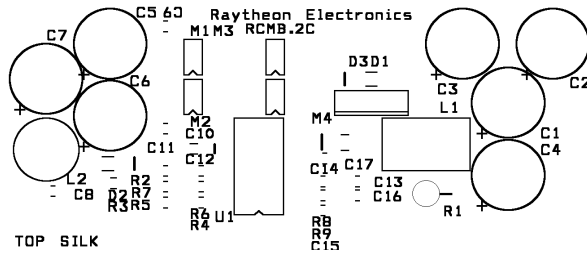 C5
Raytheon Electronics
C7
M1 M3
RCMB.2C
C6
D3 D1
C3
C2
L1
M2
M4
C10
C1
C11
C4
C12
C14
C17
L2
R2
C13
C8
D2
R7
C16
R3
R5
R6
U1
R1
R4
R8
R9
TOP SILK
C15